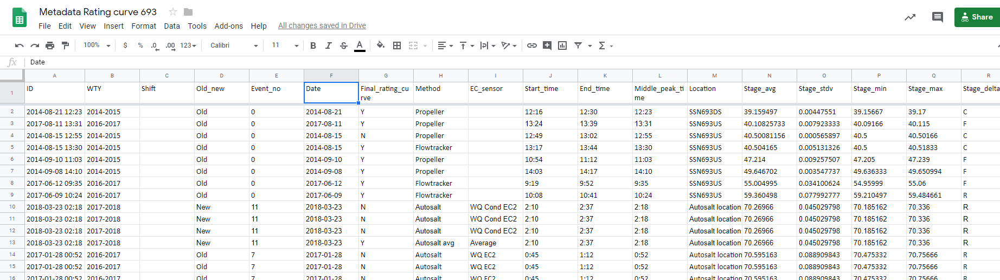 Metadata Rating curve 693
File Edit View Insert Format Data Tools Add-ons Help All changes saved in Drive
Share
100% $ % .0 .00 123 Calibri 11 B I S A Σ
fx Date
A B C D E F G H I J K L M N O P Q R
1 ID WTY Shift Old_new Event_no Date Final_rating_cu Method EC_sensor Start_time End_time Middle_peak_ti Location Stage_avg Stage_stdv Stage_min Stage_max Stage_delta
rve me
2 2014-08-21 12:23 2014-2015 Old 0 2014-08-21 Y Propeller 12:16 12:30 12:23 SSN693DS 39.159497 0.00447551 39.15667 39.17 C
3 2017-08-11 13:31 2016-2017 Old 0 2017-08-11 Y Propeller 13:24 13:39 13:31 SSN693US 40.10825733 0.007923333 40.09166 40.115 F
4 2014-08-15 12:55 2014-2015 Old 0 2014-08-15 N Propeller 12:49 13:02 12:55 SSN693US 40.50081156 0.000565897 40.5 40.50166 C
5 2014-08-15 13:30 2014-2015 Old 0 2014-08-15 Y Flowtracker 13:17 13:44 13:30 SSN693US 40.504165 0.005131326 40.5 40.51833 C
6 2014-09-10 11:03 2014-2015 Old 0 2014-09-10 Y Propeller 10:54 11:12 11:03 SSN693US 47.214 0.009257507 47.205 47.239 F
7 2014-09-08 14:10 2014-2015 Old 0 2014-09-08 Y Propeller 14:03 14:17 14:10 SSN693US 49.646702 0.003547737 49.636333 49.650994 F
8 2017-06-12 09:35 2016-2017 Old 0 2017-06-12 Y Flowtracker 9:19 9:52 9:35 SSN693US 55.004995 0.034100624 54.95999 55.06 F
9 2017-06-09 10:24 2016-2017 Old 0 2017-06-09 Y Flowtracker 10:08 10:41 10:24 SSN693US 59.360498 0.077992777 59.210497 59.484661 R
10 2018-03-23 02:18 2017-2018 New 11 2018-03-23 N Autosalt WQ Cond EC2 2:10 2:37 2:18 Autosalt location 70.26966 0.045029798 70.185162 70.336 R
11 2018-03-23 02:18 2017-2018 New 11 2018-03-23 N Autosalt WQ Cond EC2 2:10 2:37 2:18 Autosalt location 70.26966 0.045029798 70.185162 70.336 R
12 2018-03-23 02:18 2017-2018 New 11 2018-03-23 N Autosalt WQ Cond EC2 2:10 2:37 2:18 Autosalt location 70.26966 0.045029798 70.185162 70.336 R
13 2018-03-23 02:18 2017-2018 New 11 2018-03-23 Y Autosalt avg Average 2:10 2:37 2:18 Autosalt location 70.26966 0.045029798 70.185162 70.336 R
14 2017-01-28 00:52 2016-2017 Old 7 2017-01-28 N Autosalt WQ EC2 0:45 1:12 0:52 Autosalt location 70.595163 0.088909843 70.475332 70.75666 R
15 2017-01-28 00:52 2016-2017 Old 7 2017-01-28 N Autosalt WQ EC2 0:45 1:12 0:52 Autosalt location 70.595163 0.088909843 70.475332 70.75666 R
16 2017-01-28 00:52 2016-2017 Old 7 2017-01-28 N Autosalt WQ EC2 0:45 1:12 0:52 Autosalt location 70.595163 0.088909843 70.475332 70.75666 R